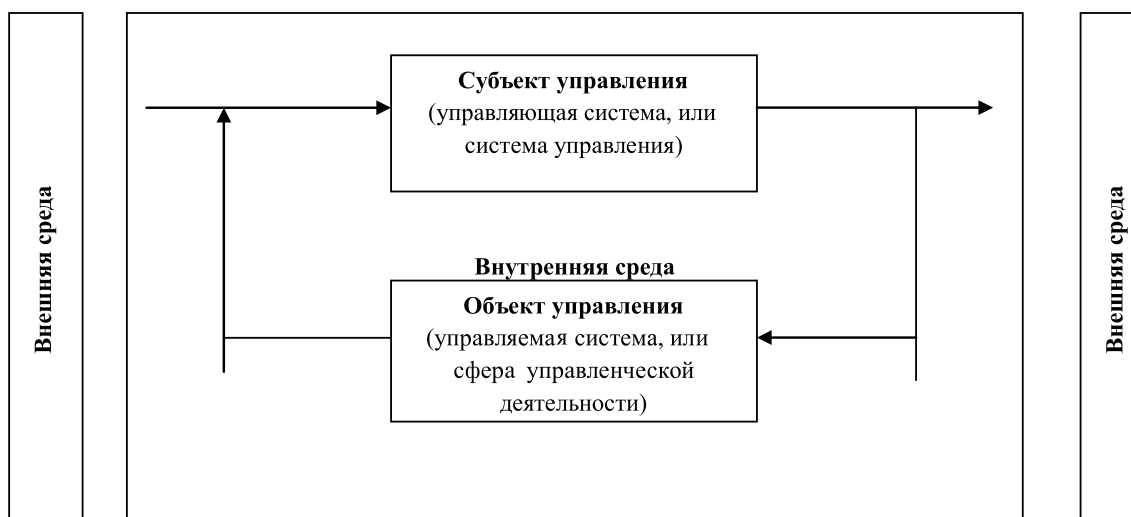 Внешняя среда
Субъект управления
(управляющая система, или
система управления)
Внутренняя среда
Объект управления
(управляемая система, или
сфера управленческой
деятельности)
Внешняя среда